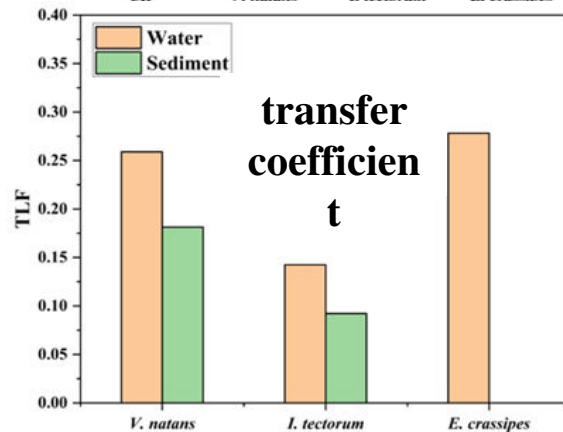 0.40
Water
Sediment
0.35
0.30
transfer
coefficien
t
0.25
0.20
0.15
0.10
0.05
0.00
TLF
V. natans I. tectorum E. crassipes